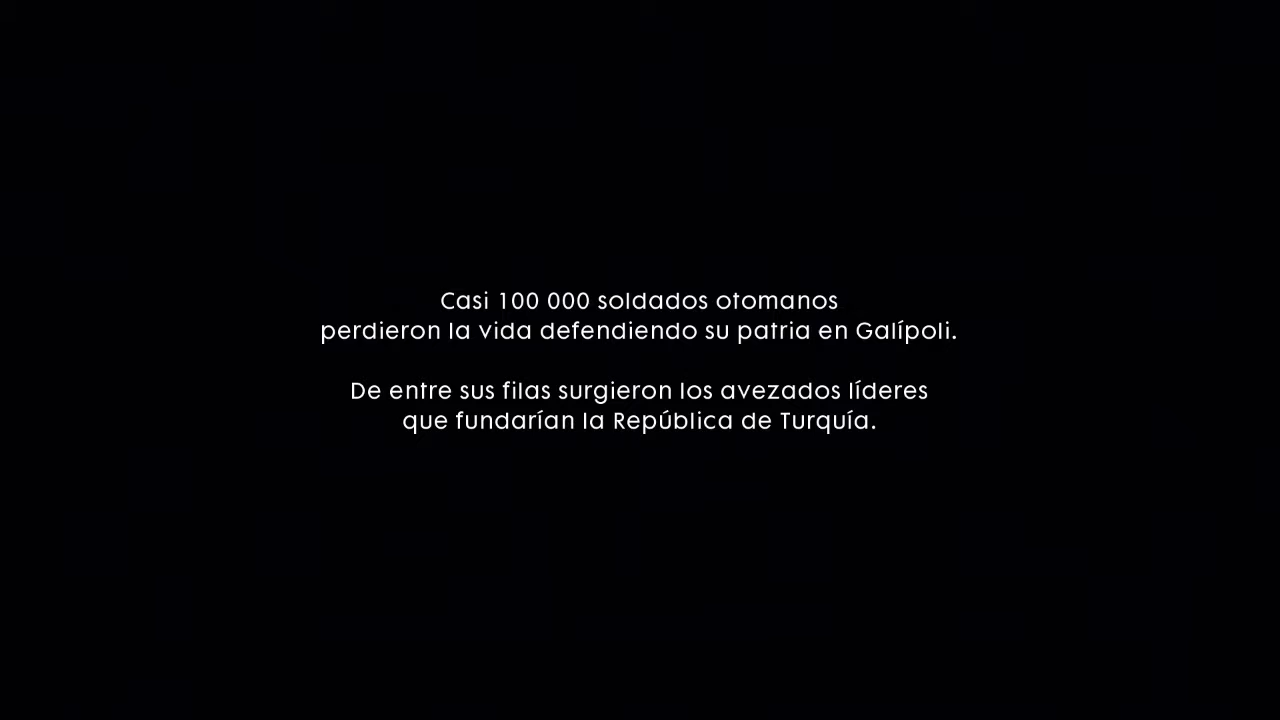 Casi 100 000 soldados otomanos
perdieron la vida defendiendo su patria en Galípoli.
De entre sus filas surgieron los avezados líderes
que fundarían la República de Turquía.